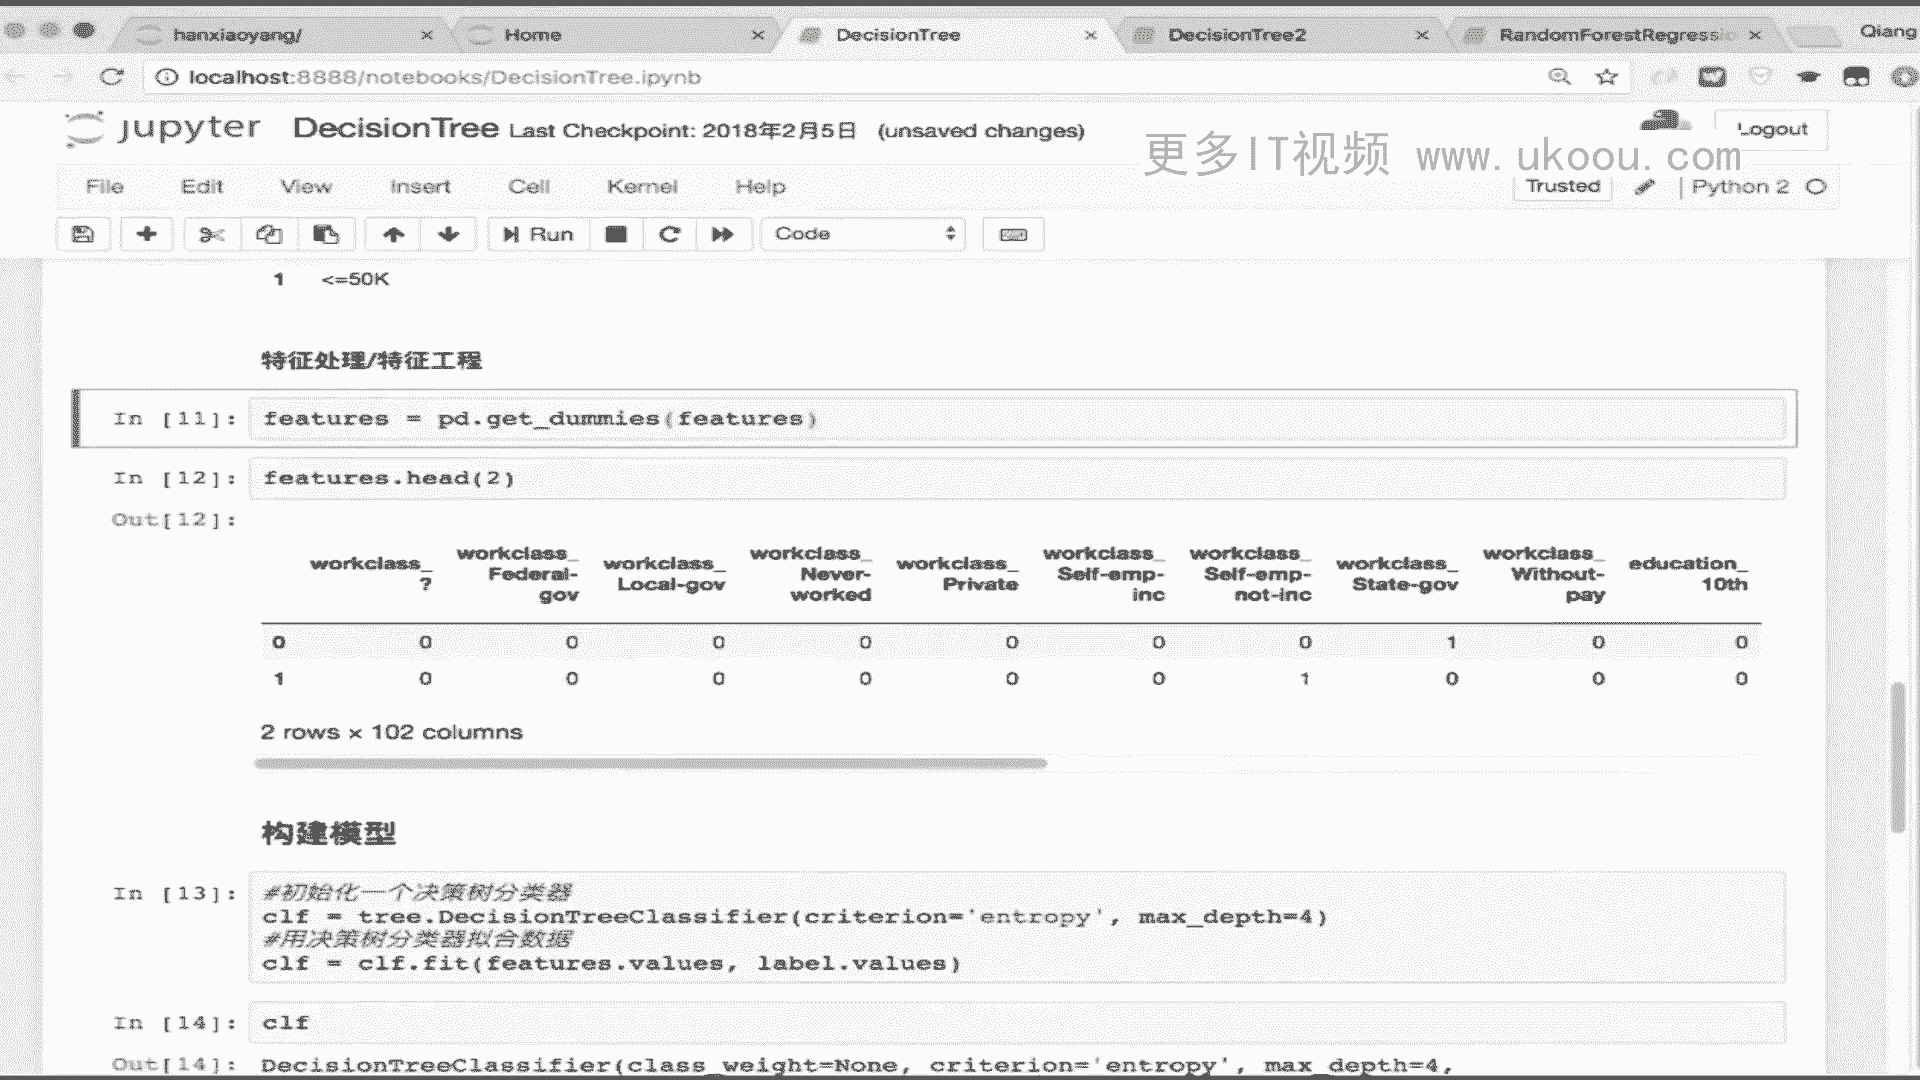 hanxiaoyang/
Home
DecisionTree
DecisionTree2
RandomForestRegressio
Qiang
localhost:8888/notebooks/DecisionTree.ipynb
jupyter DecisionTree Last Checkpoint: 2018年2月5日 (unsaved changes)
Logout
更多IT视频 www.ukoou.com
File Edit View Insert Cell Kernel Help
Trusted | Python 2
Run Code
1 <=50K
特征处理/特征工程
In [11]: features = pd.get_dummies(features)
In [12]: features.head(2)
Out[12]:
workclass_? workclass_Federal-gov workclass_Local-gov workclass_Never-worked workclass_Private workclass_Self-emp-inc workclass_Self-emp-not-inc workclass_State-gov workclass_Without-pay education_10th
0 0 0 0 0 0 0 0 1 0 0
1 0 0 0 0 0 0 1 0 0 0
2 rows × 102 columns
构建模型
In [13]: #初始化一个决策树分类器
clf = tree.DecisionTreeClassifier(criterion='entropy', max_depth=4)
#用决策树分类器拟合数据
clf = clf.fit(features.values, label.values)
In [14]: clf
Out[14]: DecisionTreeClassifier(class_weight=None, criterion='entropy', max_depth=4,